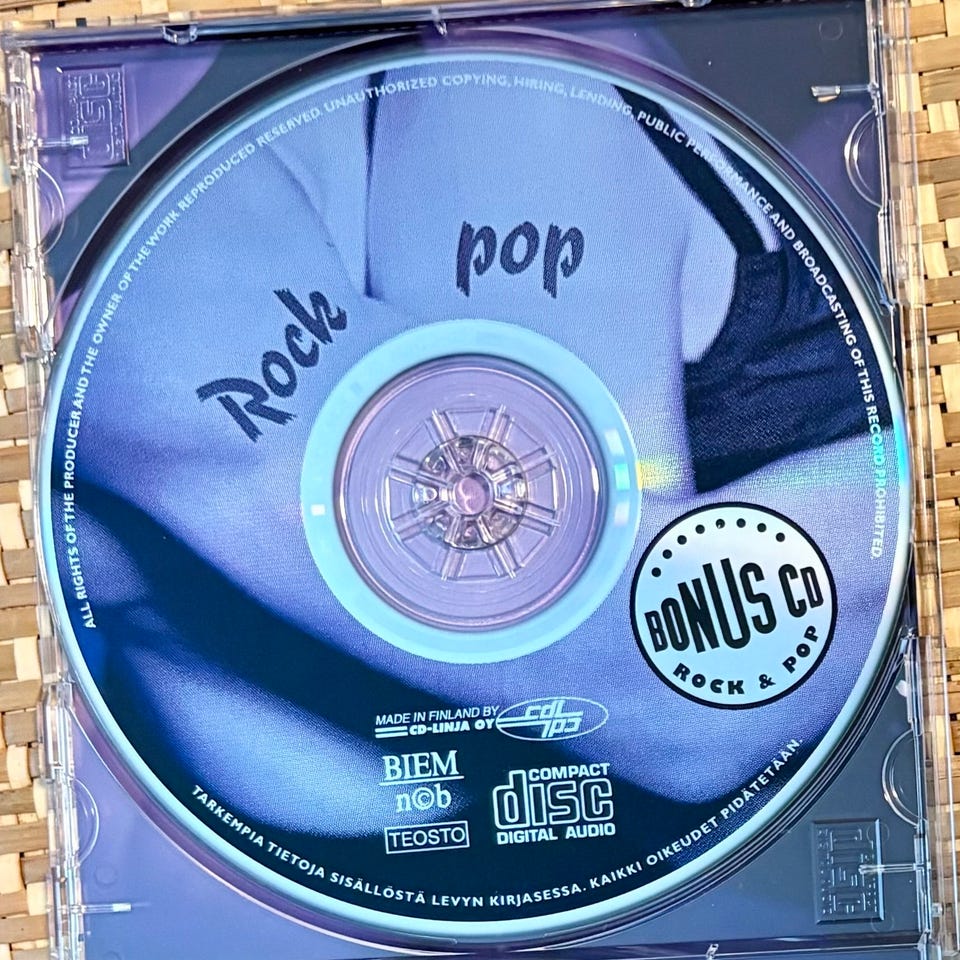 ALL RIGHTS OF THE PRODUCER AND THE OWNER OF THE WORK REPRODUCED RESERVED. UNAUTHORIZED COPYING, HIRING, LENDING, PUBLIC PERFORMANCE AND BROADCASTING OF THIS RECORD PROHIBITED.
Rock pop
BONUS CD
ROCK & POP
MADE IN FINLAND BY
CD-LINJA OY
cdl
BIEM
n©b
TEOSTO
COMPACT
disc
DIGITAL AUDIO
TARKEMPIA TIETOJA SISÄLLÖSTÄ LEVYN KIRJASESSA. KAIKKI OIKEUDET PIDÄTETÄÄN.
disc